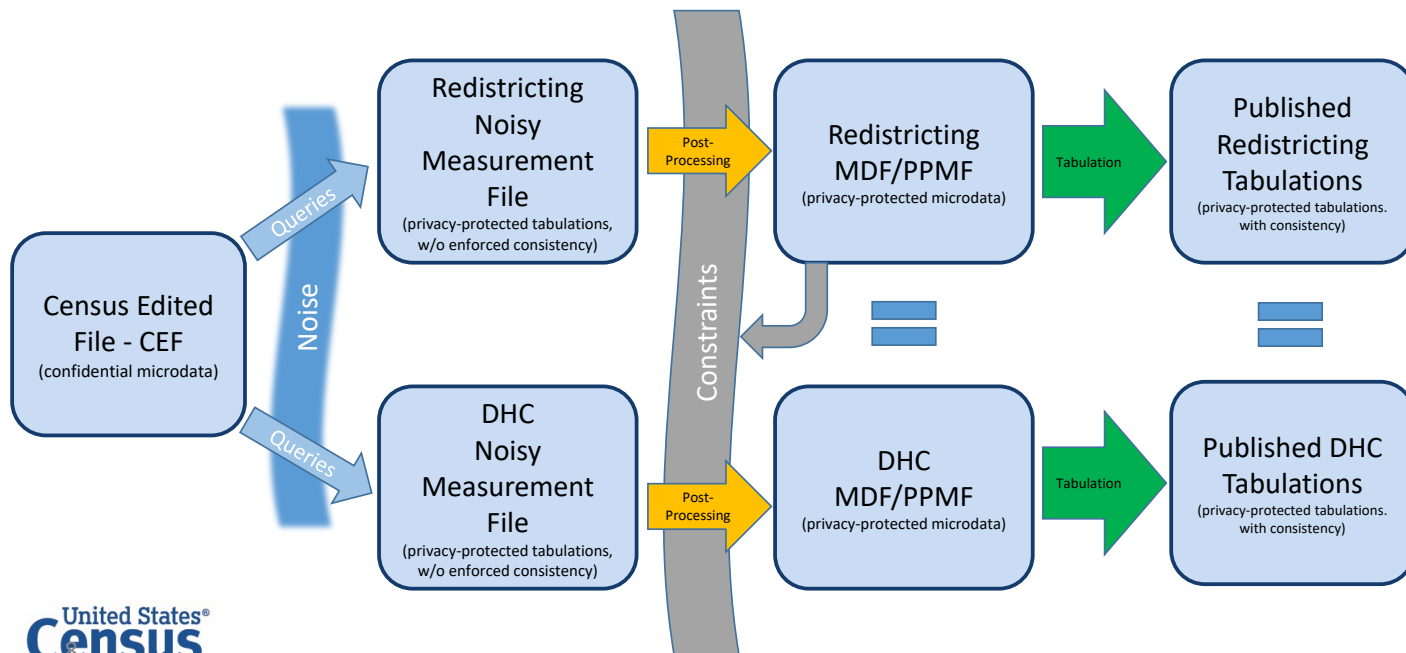 Census Edited
File - CEF
(confidential microdata)
Queries
Queries
Noise
Redistricting
Noisy
Measurement
File
(privacy-protected tabulations,
w/o enforced consistency)
DHC
Noisy
Measurement
File
(privacy-protected tabulations,
w/o enforced consistency)
Post-
Processing
Post-
Processing
Constraints
Redistricting
MDF/PPMF
(privacy-protected microdata)
DHC
MDF/PPMF
(privacy-protected microdata)
Tabulation
Tabulation
Published
Redistricting
Tabulations
(privacy-protected tabulations.
with consistency)
Published DHC
Tabulations
(privacy-protected tabulations.
with consistency)
United States®
Census